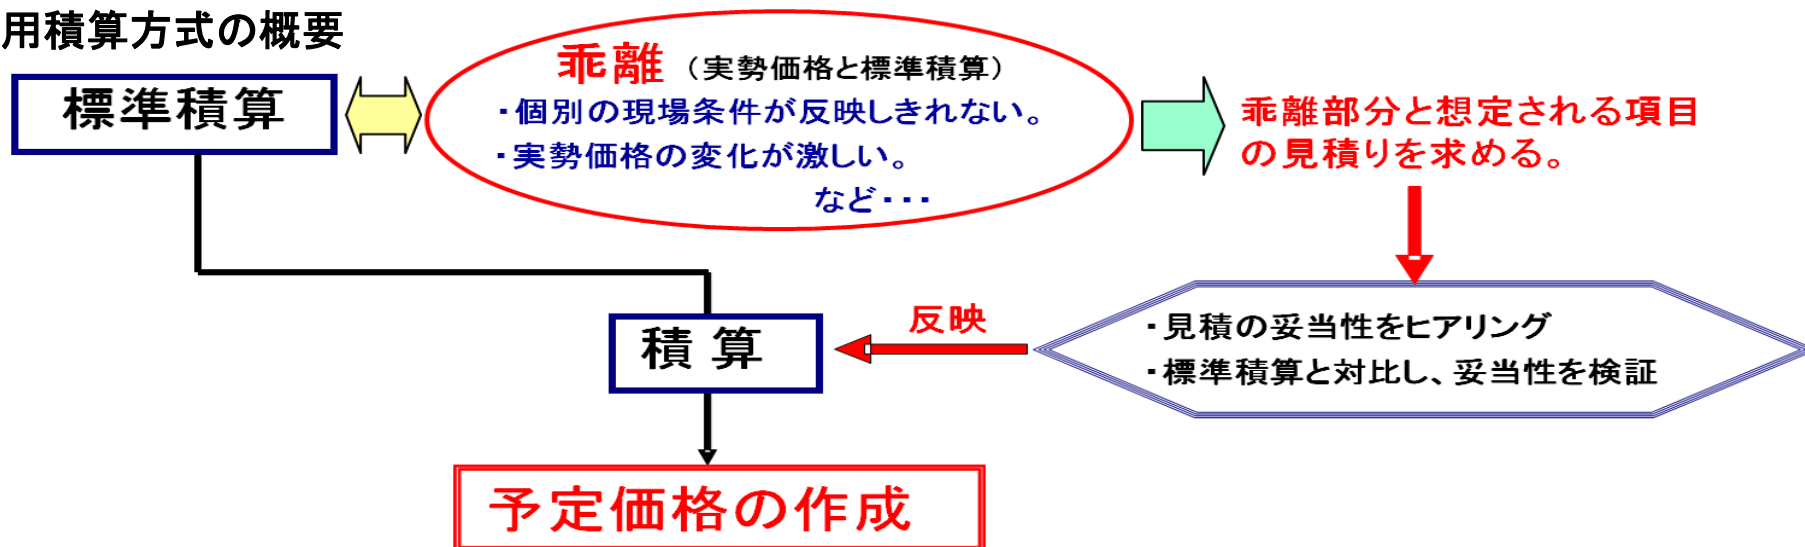 用積算方式の概要
標準積算
乖離（実勢価格と標準積算）
・個別の現場条件が反映しきれない。
・実勢価格の変化が激しい。
など・・・
乖離部分と想定される項目
の見積りを求める。
・見積の妥当性をヒアリング
・標準積算と対比し、妥当性を検証
反映
積算
予定価格の作成